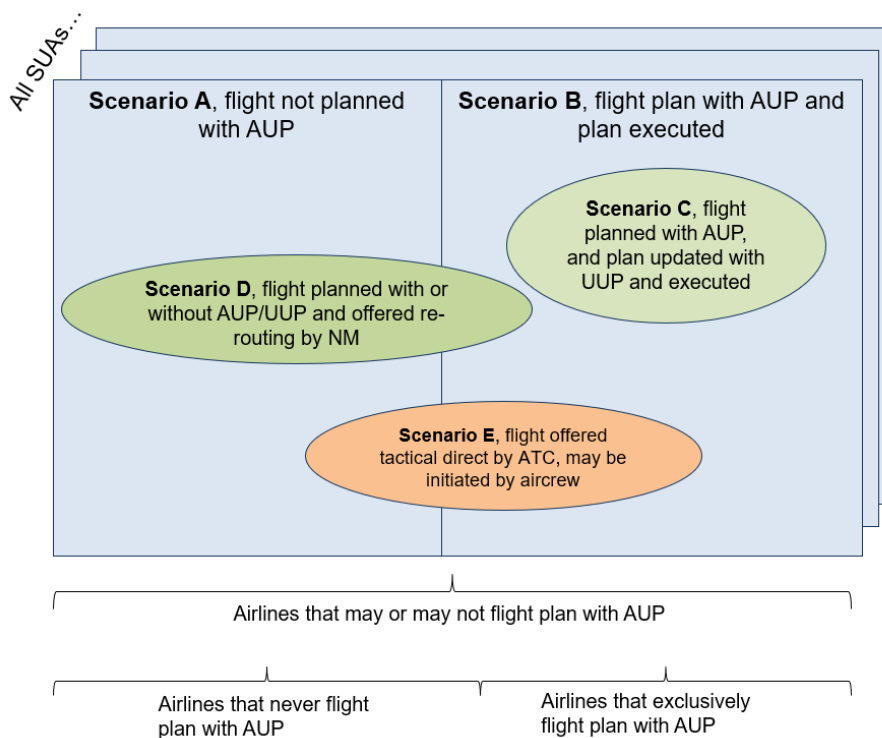 All SUAs…
Scenario A, flight not planned
with AUP
Scenario B, flight plan with AUP and
plan executed
Scenario C, flight
planned with AUP,
and plan updated with
UUP and executed
Scenario D, flight planned with or
without AUP/UUP and offered re-
routing by NM
Scenario E, flight offered
tactical direct by ATC, may be
initiated by aircrew
Airlines that may or may not flight plan with AUP
Airlines that never flight
plan with AUP
Airlines that exclusively
flight plan with AUP